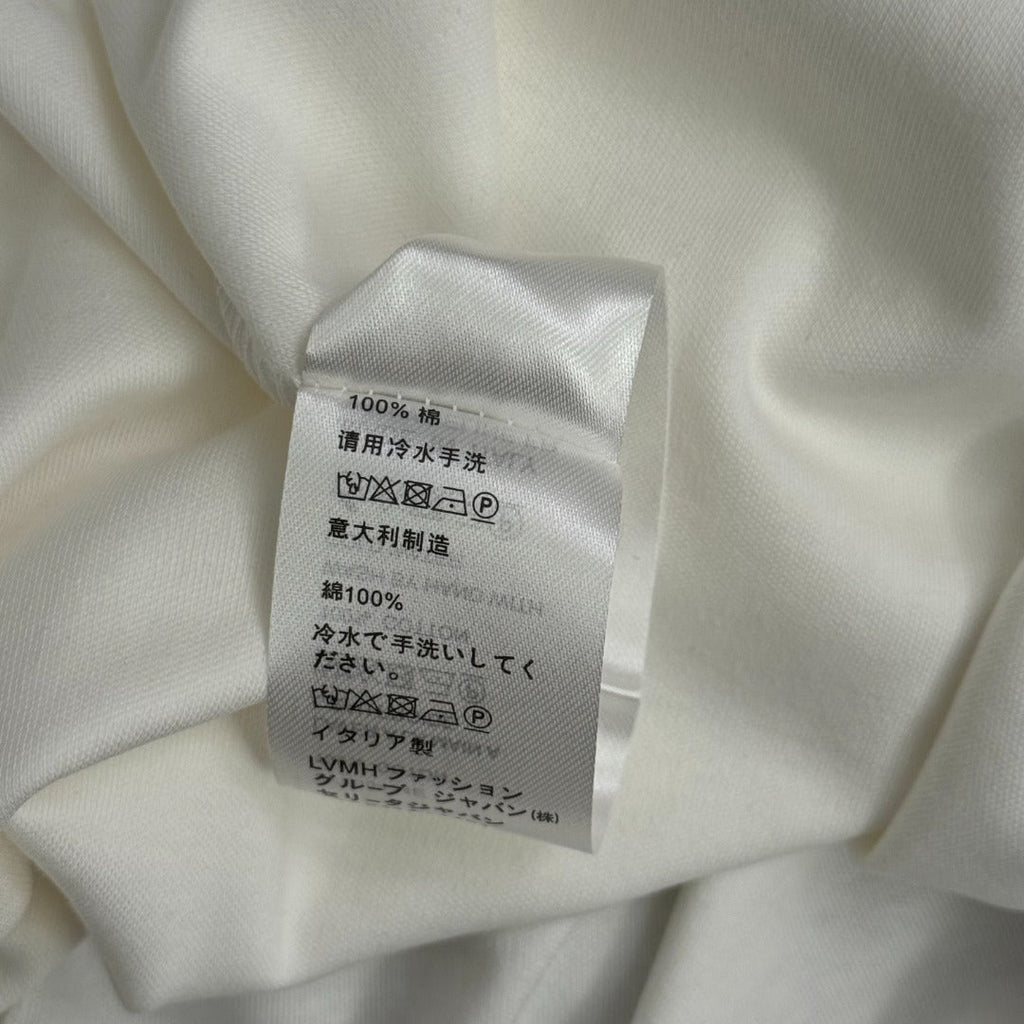 100% 棉
请用冷水手洗
P
意大利制造
綿100%
冷水で手洗いしてく
ださい。
P
イタリア製
LVMH ファッション
グループ ジャパン(株)